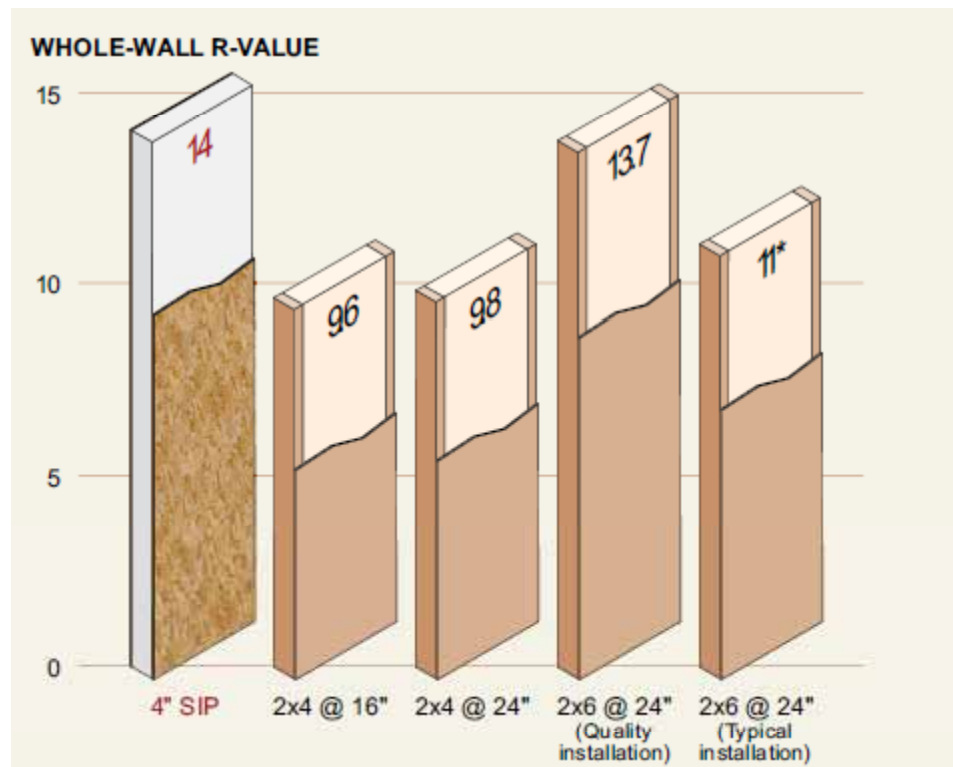 WHOLE-WALL R-VALUE
15
10
5
0
14
9.6
9.8
13.7
11*
4" SIP
2x4 @ 16"
2x4 @ 24"
2x6 @ 24"
(Quality
installation)
2x6 @ 24"
(Typical
installation)